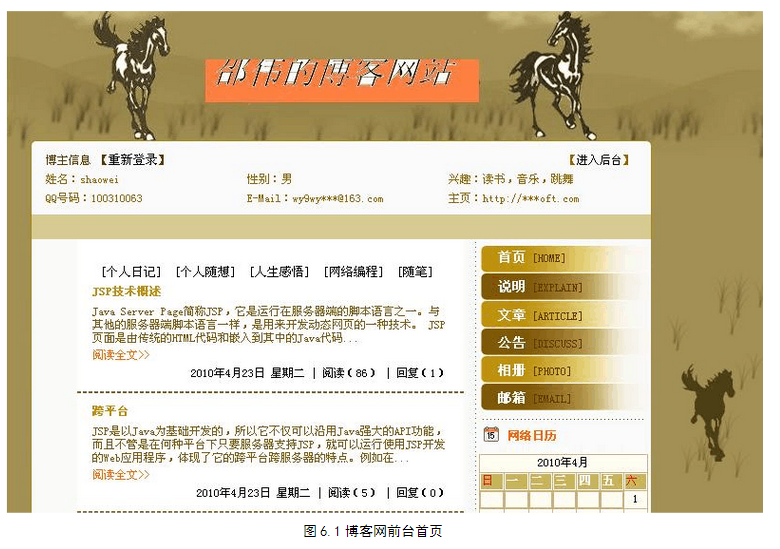 邵伟的博客网站
博主信息 【重新登录】 【进入后台】
姓名：shaowei 性别：男 兴趣：读书，音乐，跳舞
QQ号码：100310063 E-Mail：wy9wy***@163.com 主页：http://***oft.com
[个人日记] [个人随想] [人生感悟] [网络编程] [随笔]
JSP技术概述
Java Server Page简称JSP，它是运行在服务器端的脚本语言之一。与
其他的服务器端脚本语言一样，是用来开发动态网页的一种技术。 JSP
页面是由传统的HTML代码和嵌入到其中的Java代码...
阅读全文>>
2010年4月23日 星期二 | 阅读(86) | 回复(1)
跨平台
JSP是以Java为基础开发的，所以它不仅可以沿用Java强大的API功能，
而且不管是在何种平台下只要服务器支持JSP，就可以运行使用JSP开发
的Web应用程序，体现了它的跨平台跨服务器的特点。例如在...
阅读全文>>
2010年4月23日 星期二 | 阅读(5) | 回复(0)
首页 [HOME]
说明 [EXPLAIN]
文章 [ARTICLE]
公告 [DISCUSS]
相册 [PHOTO]
邮箱 [EMAIL]
15 网络日历
2010年4月
日 一 二 三 四 五 六
1
图 6.1 博客网前台首页